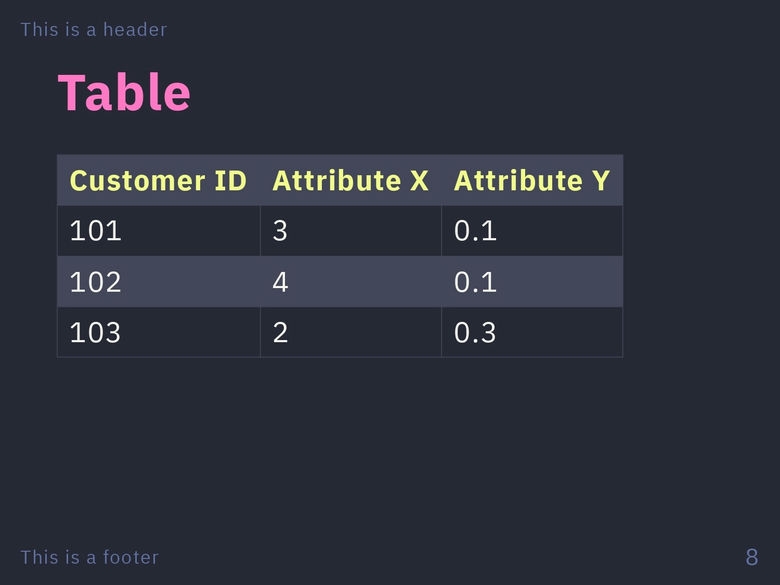 This is a header
Table
Customer ID Attribute X Attribute Y
101 3 0.1
102 4 0.1
103 2 0.3
This is a footer 8